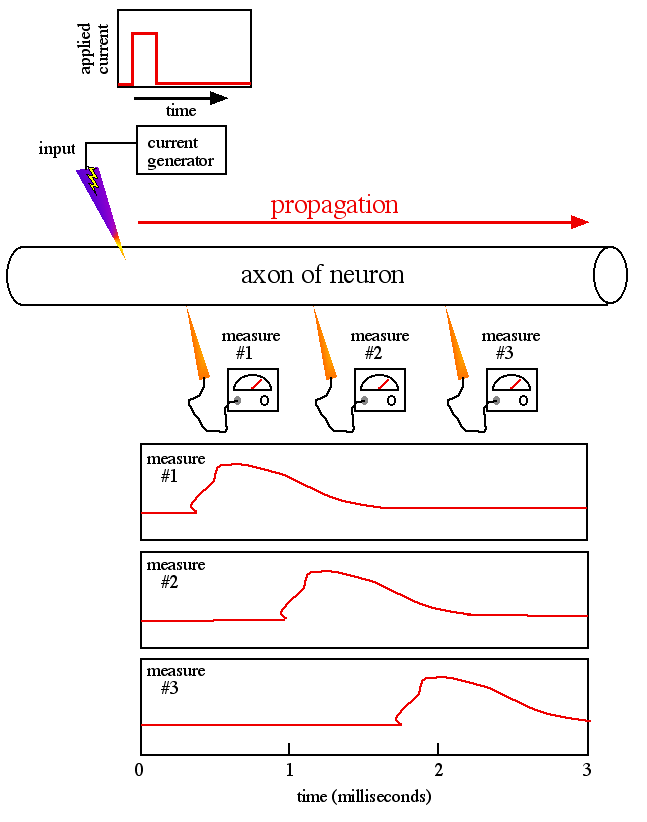 applied
current
time
input
current
generator
propagation
axon of neuron
measure
#1
measure
#2
measure
#3
measure
#1
measure
#2
measure
#3
0
1
2
3
time (milliseconds)